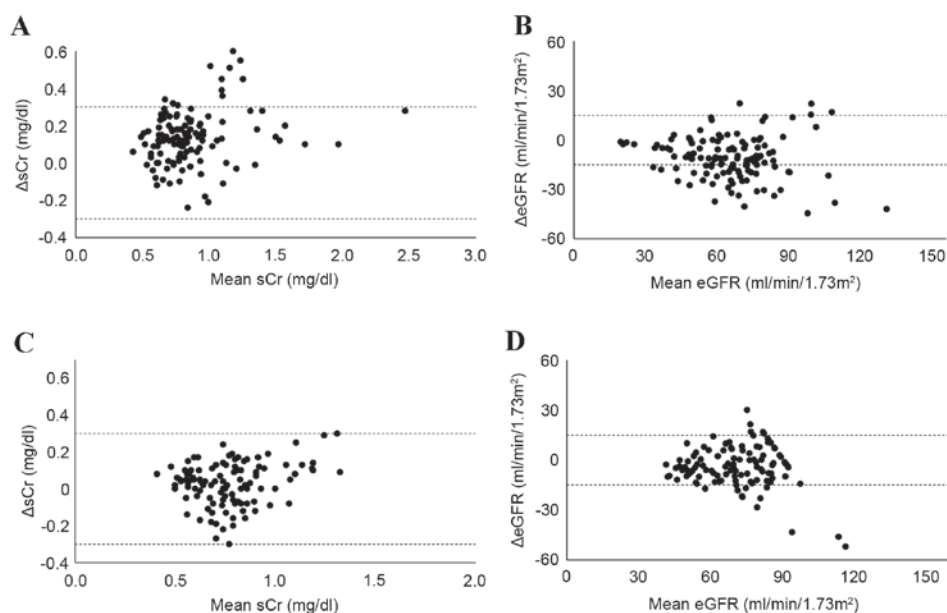 A
ΔsCr (mg/dl)
0.6
0.4
0.2
0.0
-0.2
-0.4
0.0 0.5 1.0 1.5 2.0 2.5 3.0
Mean sCr (mg/dl)
B
ΔeGFR (ml/min/1.73m²)
60
30
0
-30
-60
0 30 60 90 120 150
Mean eGFR (ml/min/1.73m²)
C
ΔsCr (mg/dl)
0.6
0.4
0.2
0
-0.2
-0.4
0.0 0.5 1.0 1.5 2.0
Mean sCr (mg/dl)
D
ΔeGFR (ml/min/1.73m²)
60
30
0
-30
-60
0 30 60 90 120 150
Mean eGFR (ml/min/1.73m²)